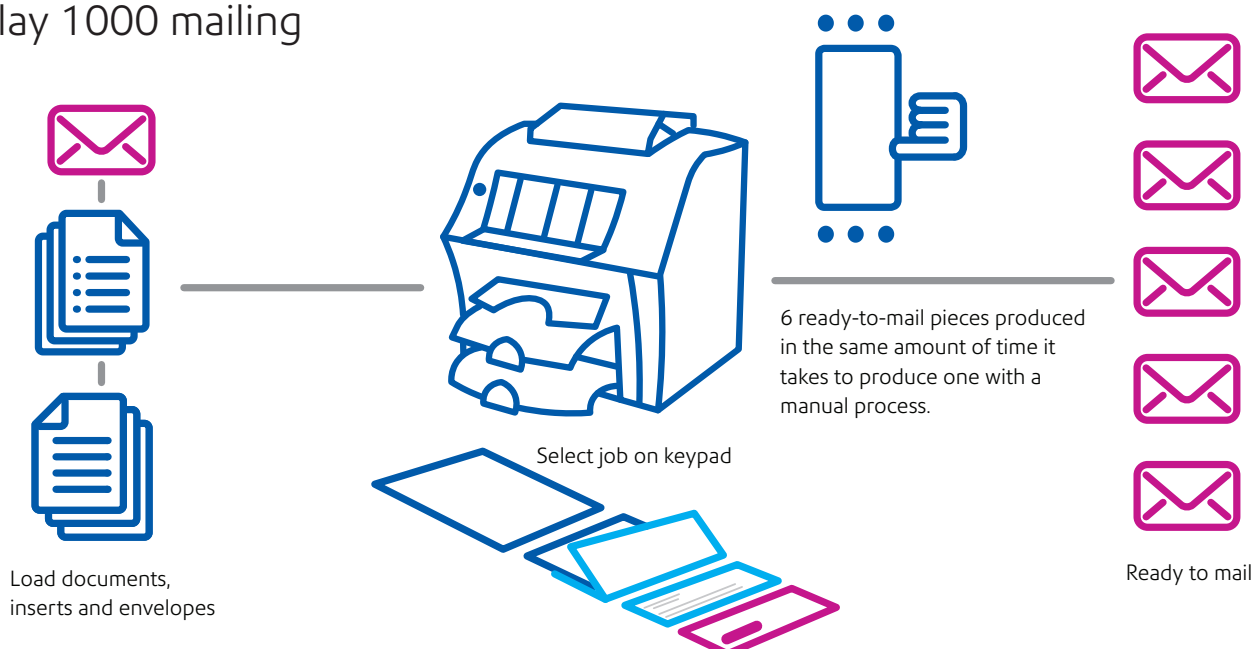 lay 1000 mailing
6 ready-to-mail pieces produced
in the same amount of time it
takes to produce one with a
manual process.
Select job on keypad
Load documents,
inserts and envelopes
Ready to mail